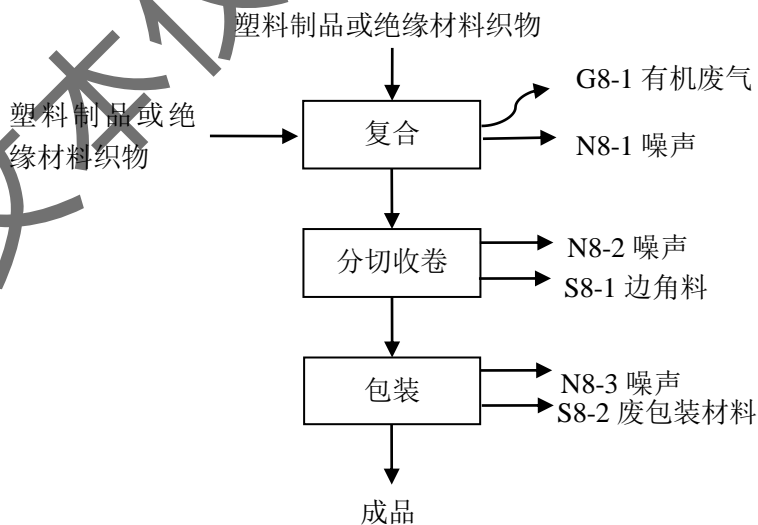 塑料制品或绝缘材料织物
G8-1 有机废气
塑料制品或绝
缘材料织物
复合
N8-1 噪声
分切收卷
N8-2 噪声
S8-1 边角料
包装
N8-3 噪声
S8-2 废包装材料
成品
本仅